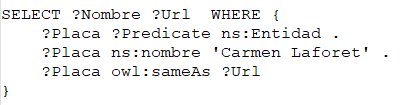 SELECT ?Nombre ?Url  WHERE {
    ?Placa ?Predicate ns:Entidad .
    ?Placa ns:nombre 'Carmen Laforet' .
    ?Placa owl:sameAs ?Url
}